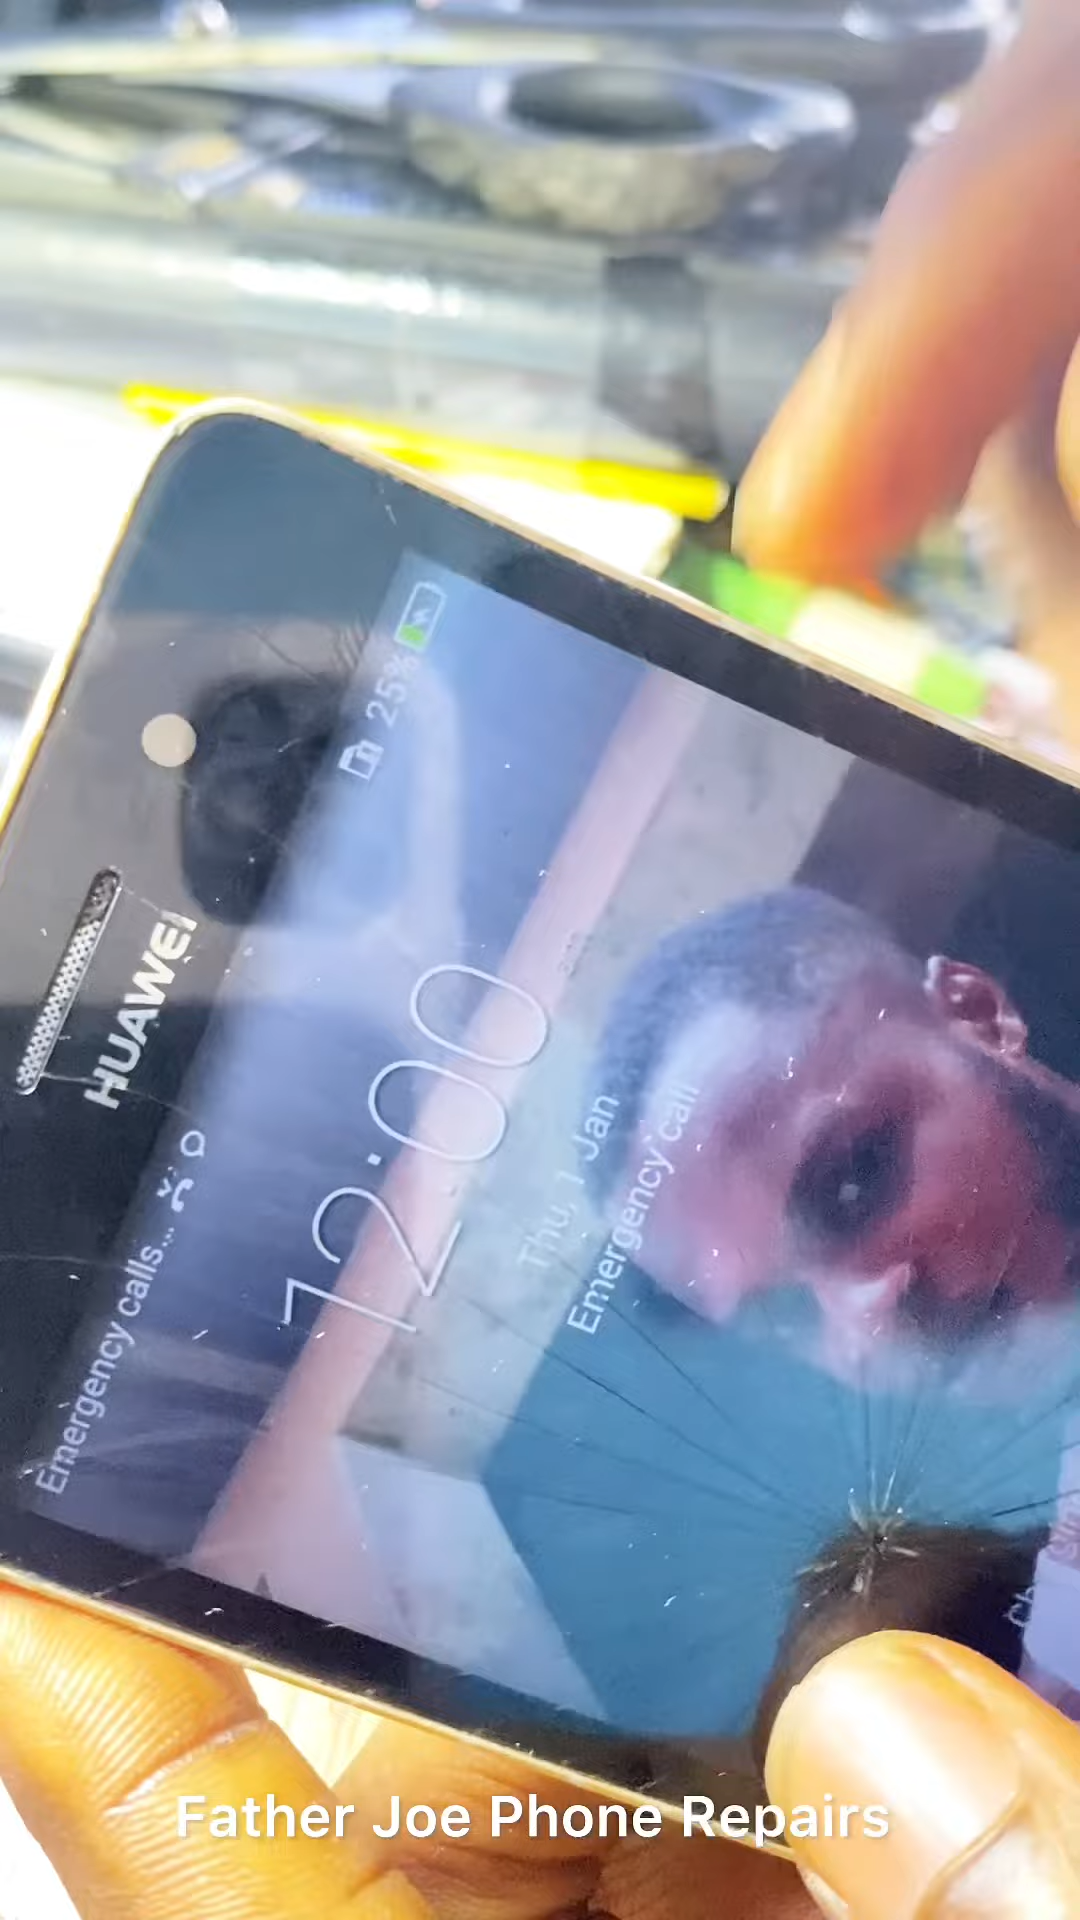 HUAWEI
Emergency calls...
25%
12:00
Thu, 1 Jan
Emergency call
Father Joe Phone Repairs